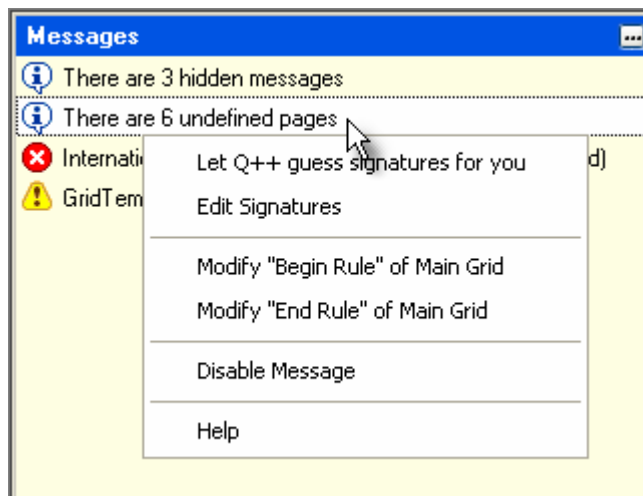 Messages
There are 3 hidden messages
There are 6 undefined pages
Let Q++ guess signatures for you
Edit Signatures
Modify "Begin Rule" of Main Grid
Modify "End Rule" of Main Grid
Disable Message
Help